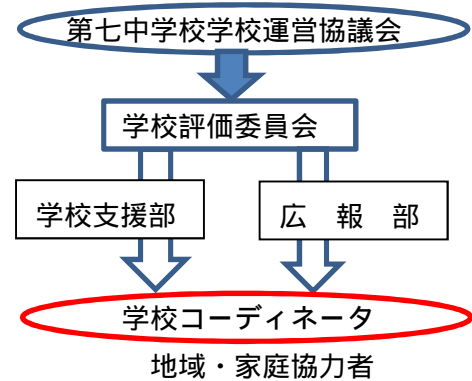 第七中学校学校運営協議会
学校評価委員会
学校支援部
広　報　部
学校コーディネータ
地域・家庭協力者